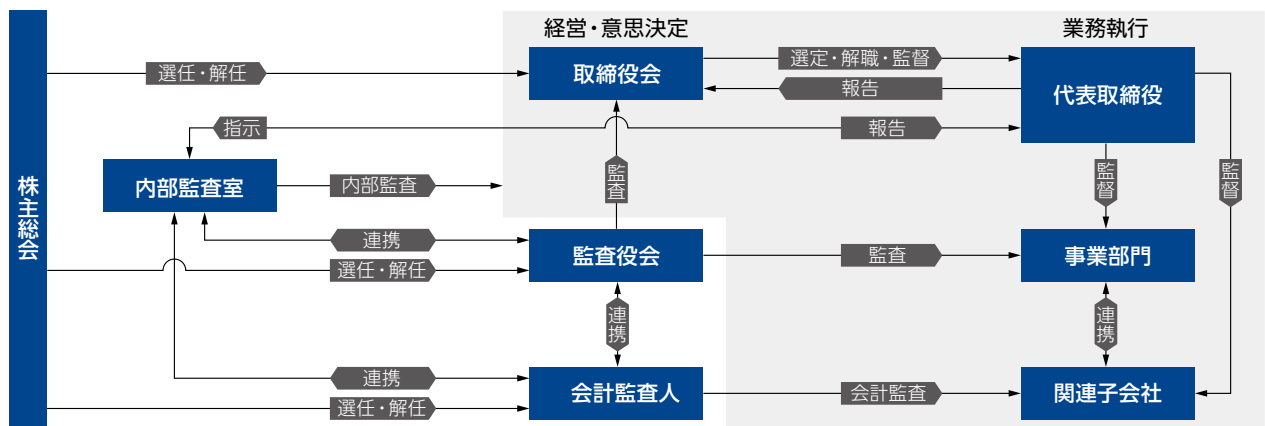 経営・意思決定
業務執行
株主総会
選任・解任
取締役会
選定・解職・監督
報告
代表取締役
指示
報告
内部監査室
内部監査
監査
監督
監督
連携
選任・解任
監査役会
監査
事業部門
連携
連携
連携
選任・解任
会計監査人
会計監査
関連子会社